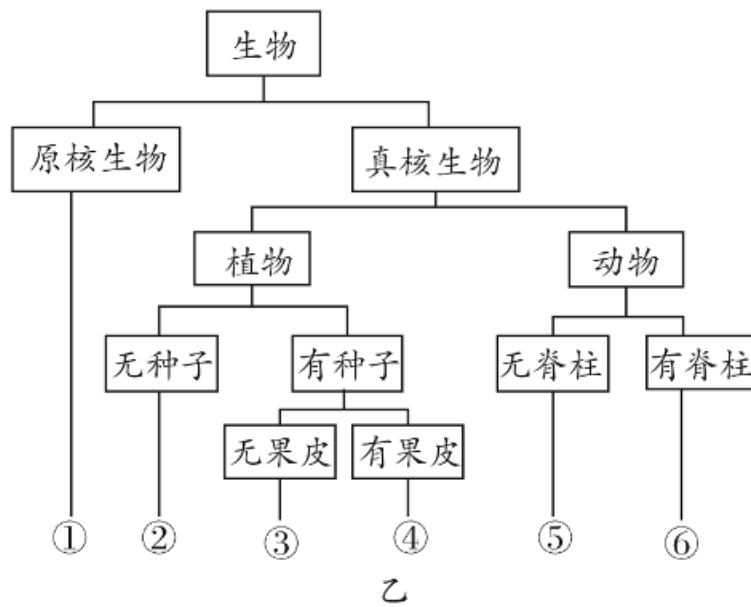 生物
原核生物 真核生物
植物 动物
无种子 有种子 无脊柱 有脊柱
无果皮 有果皮
① ② ③ ④ ⑤ ⑥
乙